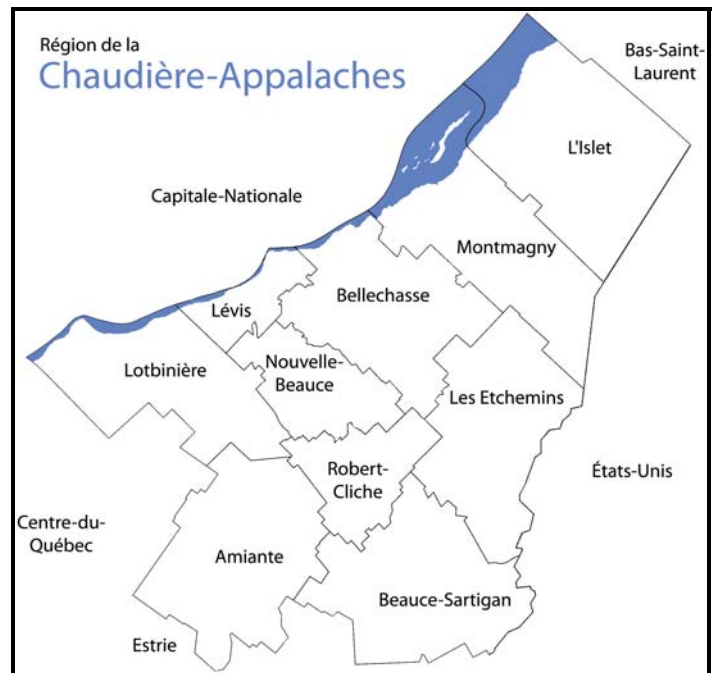 Région de la
Chaudière-Appalaches
Bas-Saint-
Laurent
L'Islet
Capitale-Nationale
Montmagny
Bellechasse
Lévis
Nouvelle-
Beauce
Lotbinière
Les Etchemins
Robert-
Cliche
États-Unis
Centre-du-
Québec
Amiante
Beauce-Sartigan
Estrie